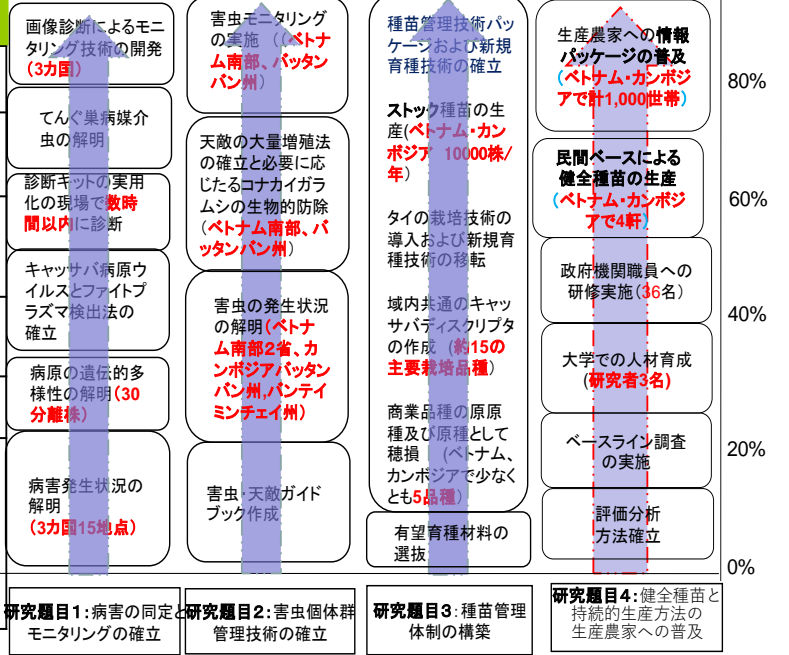 画像診断によるモニ
タリング技術の開発
(3カ国)
てんぐ巣病媒介
虫の解明
診断キットの実用
化の現場で数時
間以内に診断
キャッサバ病原ウ
イルスとファイトプ
ラズマ検出法の
確立
病原の遺伝的多
様性の解明(30
分離株)
病害発生状況の
解明
(3カ国15地点)
研究題目1:病害の同定と
モニタリングの確立
害虫モニタリング
の実施 ((ベトナ
ム南部、バッタン
バン州)
天敵の大量増殖法
の確立と必要に応
じたるコナカイガラ
ムシの生物的防除
(ベトナム南部、バ
ッタンバン州)
害虫の発生状況
の解明(ベトナ
ム南部2省、カ
ンボジアバッタン
バン州,バンテイ
ミンチェイ州)
害虫・天敵ガイド
ブック作成
研究題目2:害虫個体群
管理技術の確立
種苗管理技術パッ
ケージおよび新規
育種技術の確立
ストック種苗の生
産(ベトナム・カン
ボジア 10000株/
年)
タイの栽培技術の
導入および新規育
種技術の移転
域内共通のキャッ
サバディスクリプタ
の作成 (約15の
主要栽培品種)
商業品種の原原
種及び原種として
穂損 (ベトナム、
カンボジアで少なく
とも5品種)
有望育種材料の
選抜
研究題目3:種苗管理
体制の構築
生産農家への情報
パッケージの普及
(ベトナム・カンボジ
アで計1,000世帯)
民間ベースによる
健全種苗の生産
(ベトナム・カンボジ
アで4軒)
政府機関職員への
研修実施(36名)
大学での人材育成
(研究者3名)
ベースライン調査
の実施
評価分析
方法確立
研究題目4:健全種苗と
持続的生産方法の
生産農家への普及
80%
60%
40%
20%
0%